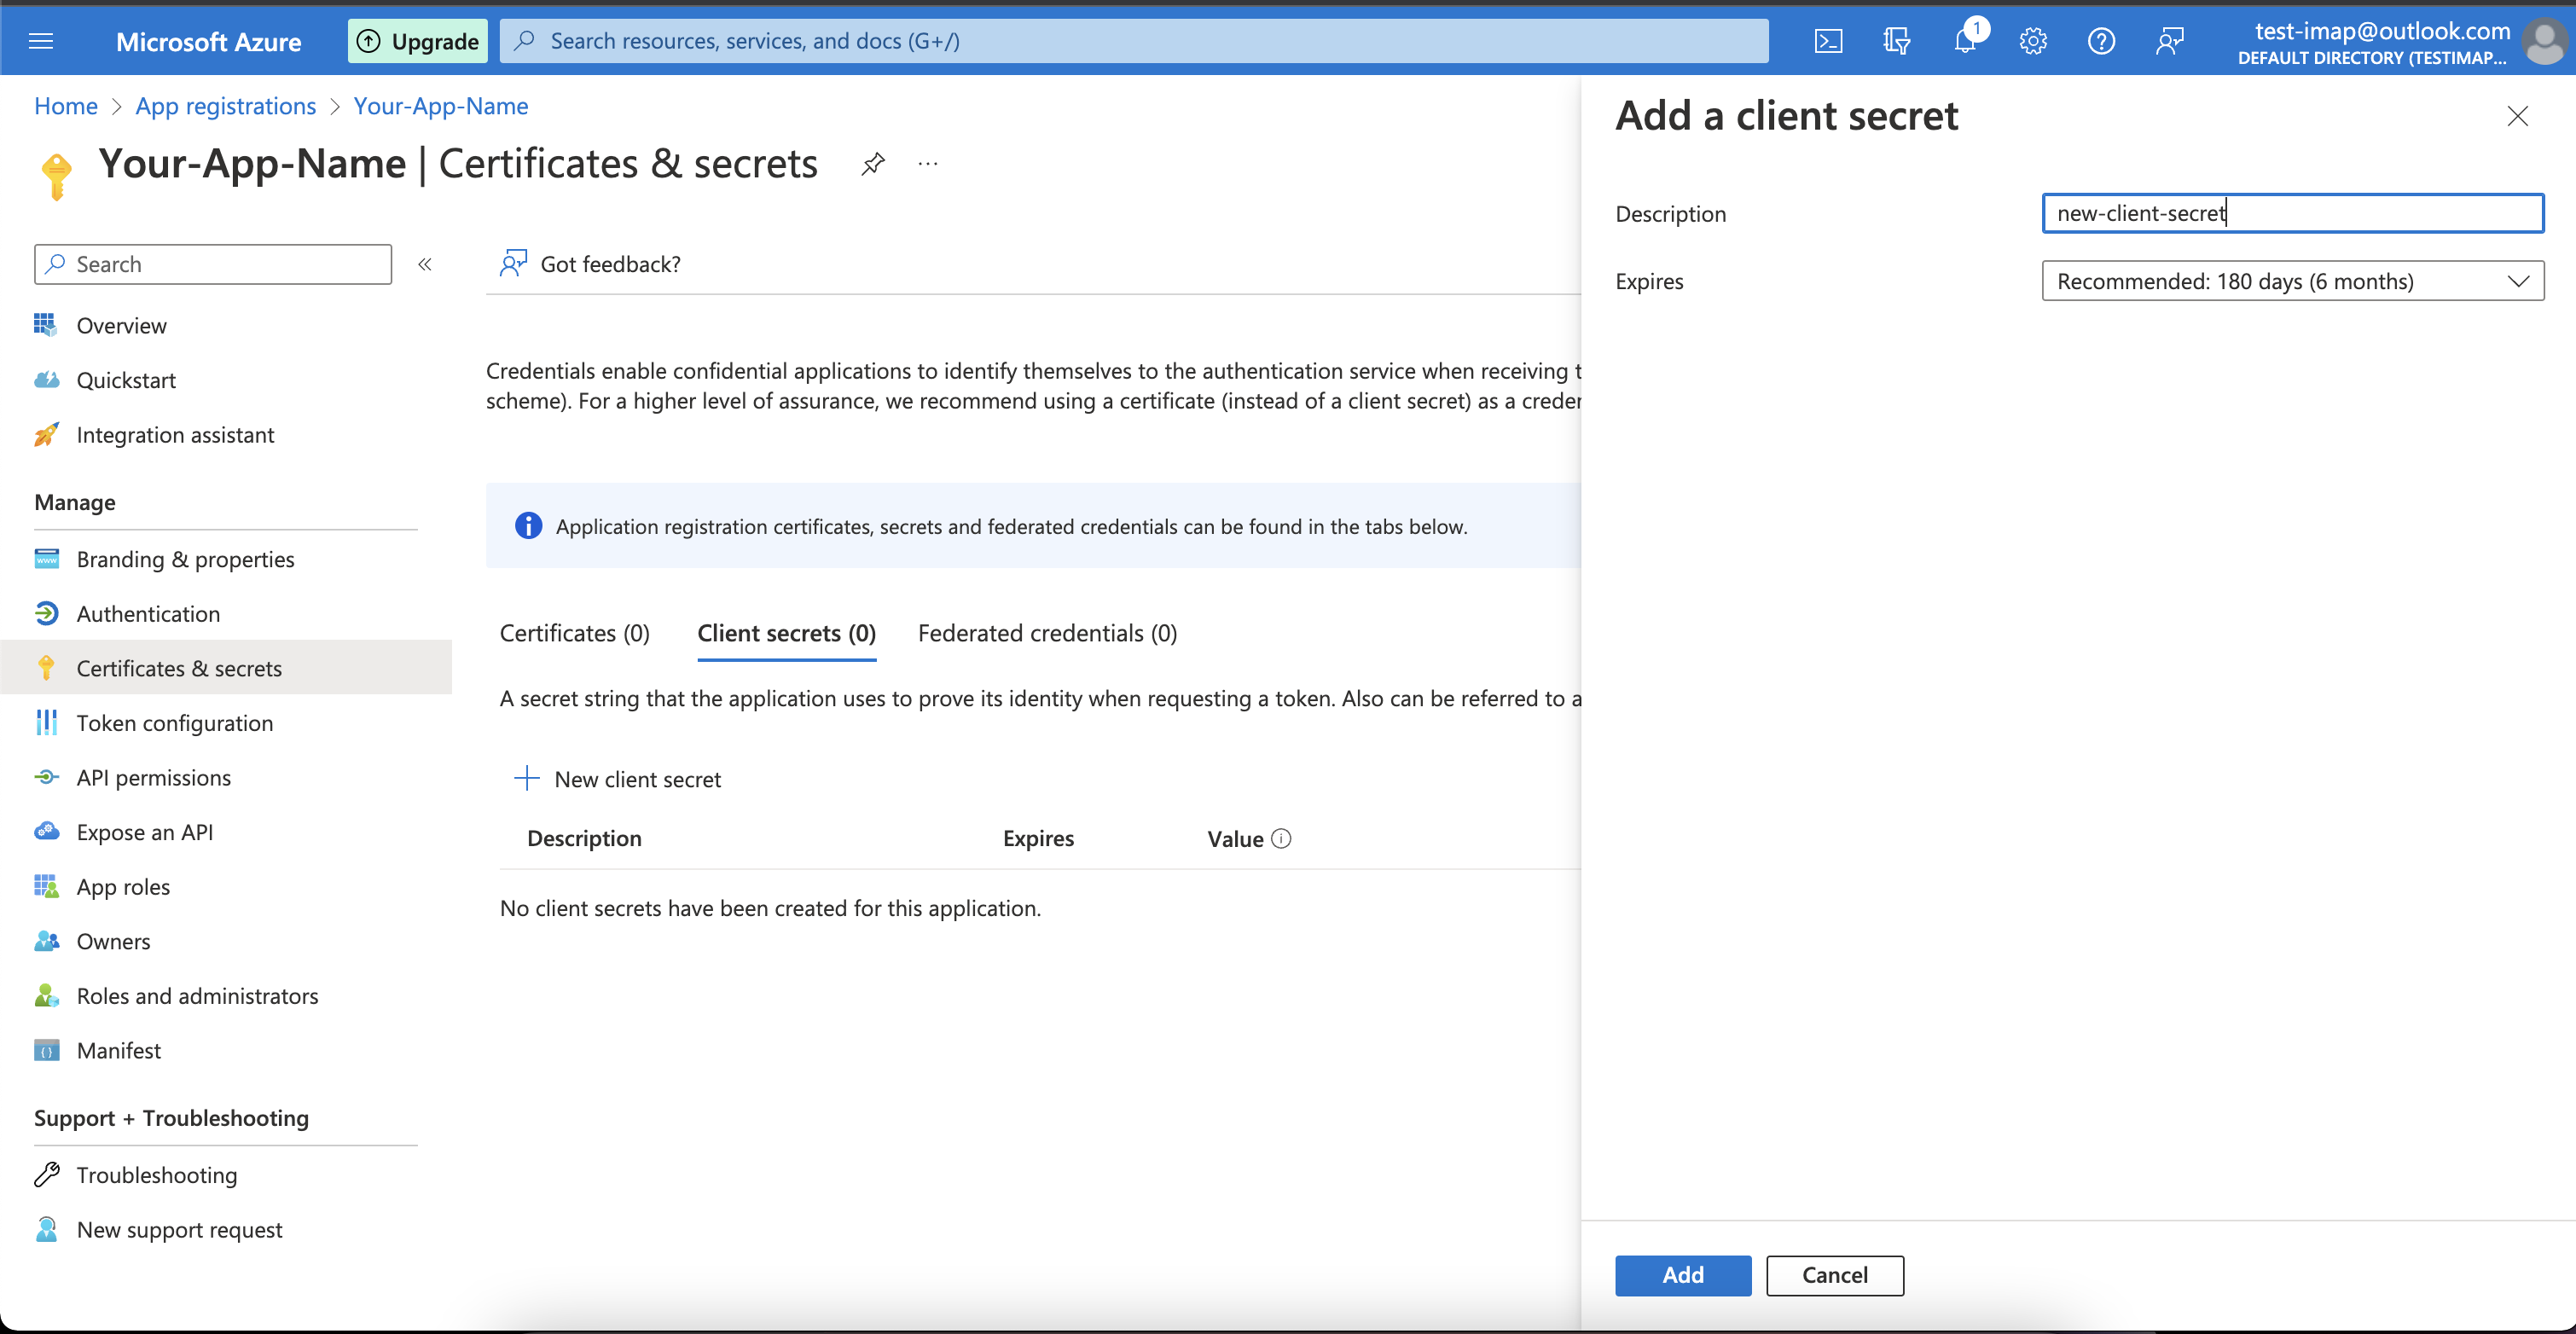 Microsoft Azure
Upgrade
Search resources, services, and docs (G+/)
1
test-imap@outlook.com
DEFAULT DIRECTORY (TESTIMAP...
Home > App registrations > Your-App-Name
Your-App-Name | Certificates & secrets
...
Search
«
Overview
Quickstart
Integration assistant
Manage
Branding & properties
Authentication
Certificates & secrets
Token configuration
API permissions
Expose an API
App roles
Owners
Roles and administrators
Manifest
Support + Troubleshooting
Troubleshooting
New support request
Got feedback?
Credentials enable confidential applications to identify themselves to the authentication service when receiving t
scheme). For a higher level of assurance, we recommend using a certificate (instead of a client secret) as a creder
Application registration certificates, secrets and federated credentials can be found in the tabs below.
Certificates (0) Client secrets (0) Federated credentials (0)
A secret string that the application uses to prove its identity when requesting a token. Also can be referred to a
New client secret
Description Expires Value
No client secrets have been created for this application.
Add a client secret
Description new-client-secret
Expires Recommended: 180 days (6 months)
Add Cancel